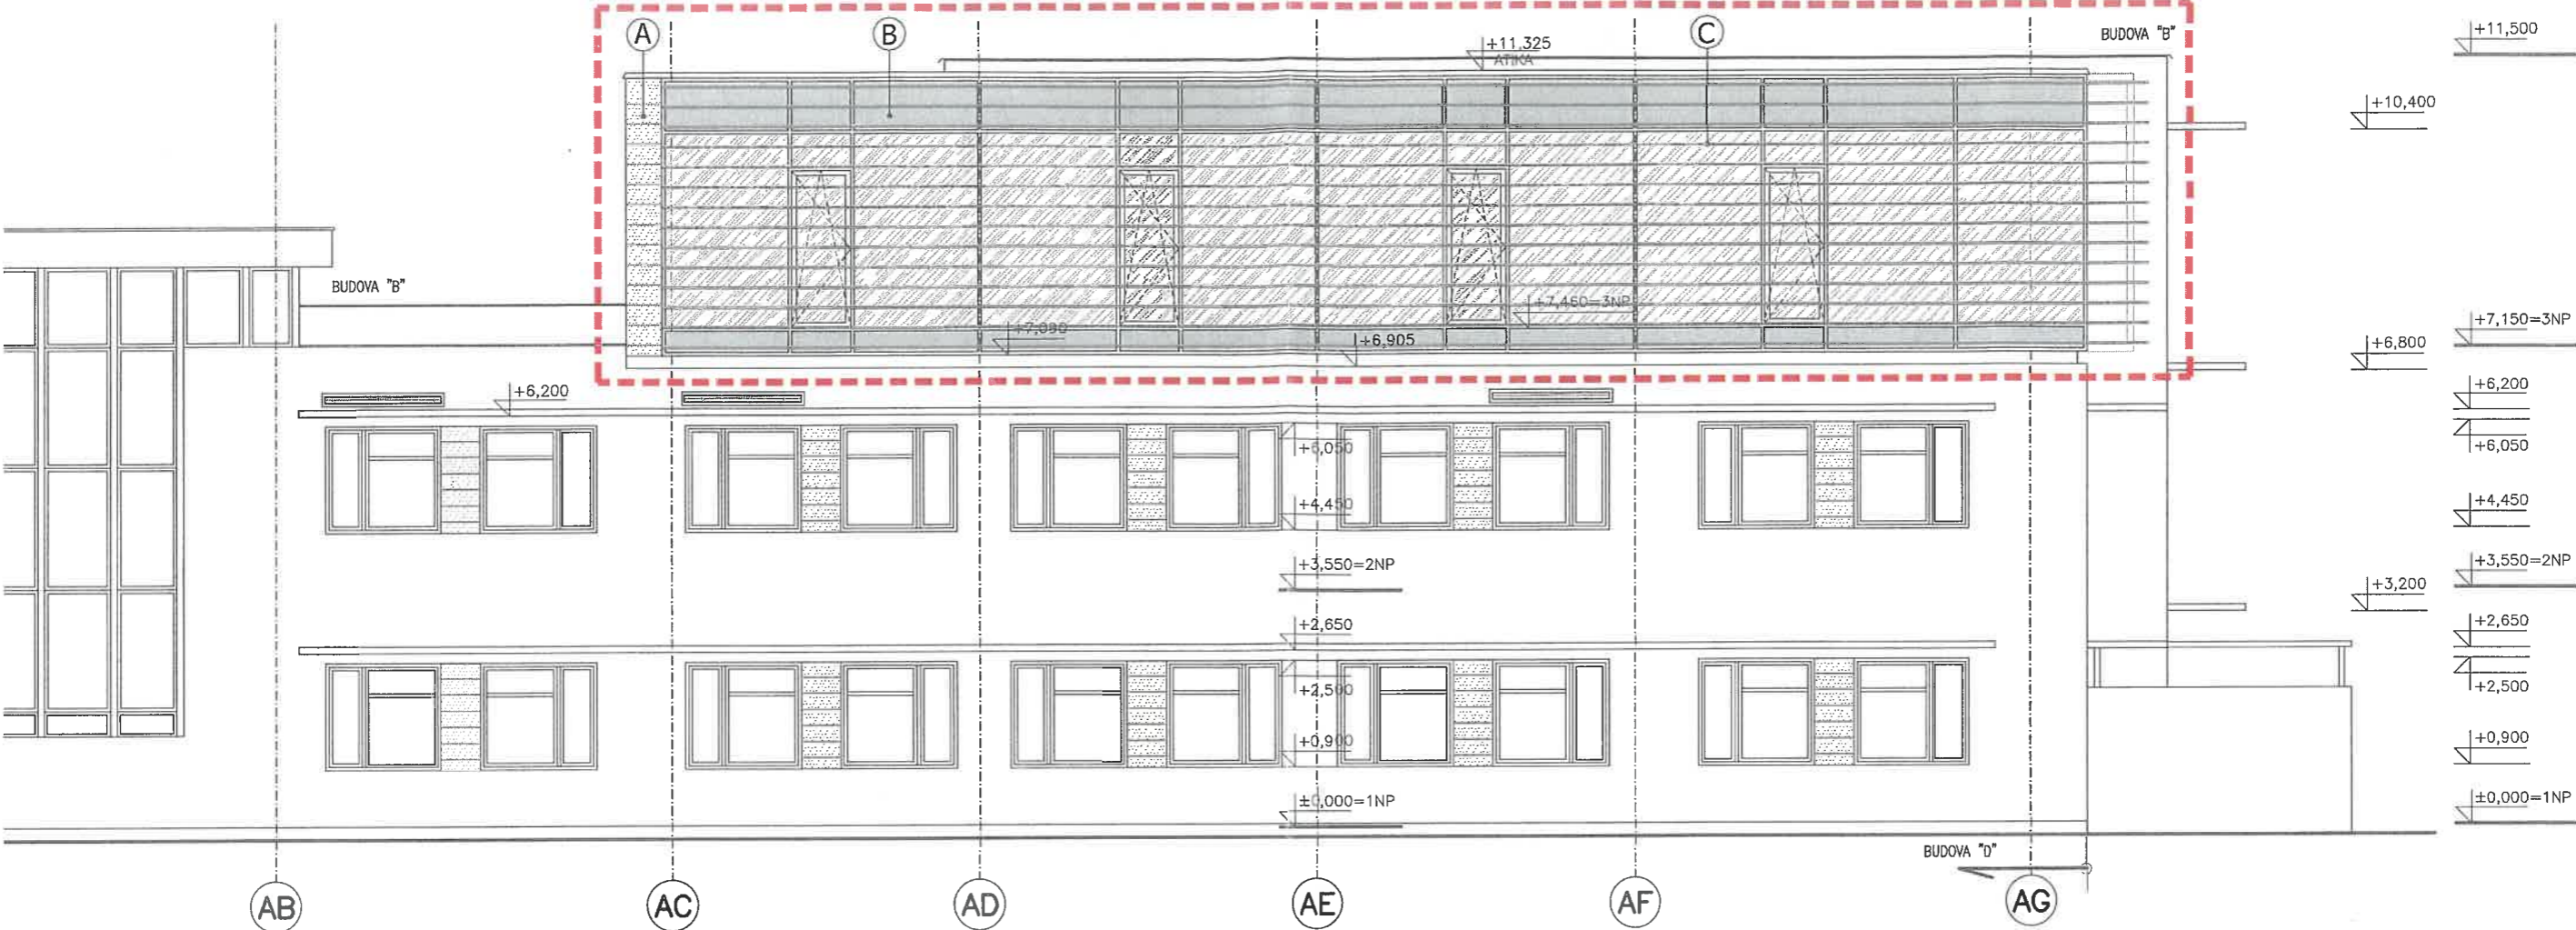 A
B
C
BUDOVA "B"
+11,325
ATIKA
+11,500
+10,400
BUDOVA "B"
+7,460=3NP
+7,090
+6,905
+7,150=3NP
+6,800
+6,200
+6,200
+6,050
+6,050
+4,450
+4,450
+3,550=2NP
+3,550=2NP
+3,200
+2,650
+2,650
+2,500
+2,500
+0,900
+0,900
±0,000=1NP
±0,000=1NP
BUDOVA "D"
AB
AC
AD
AE
AF
AG